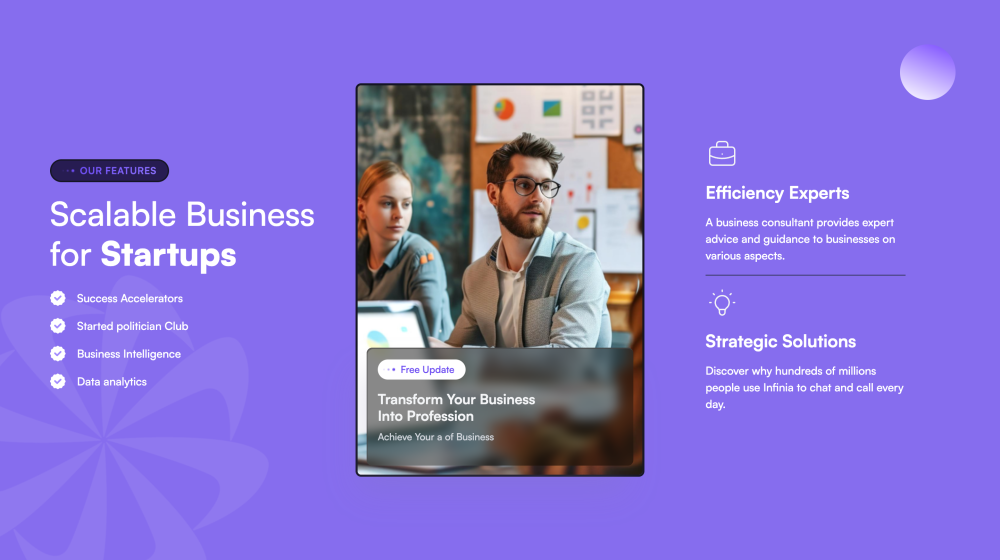 OUR FEATURES
Scalable Business
for Startups
Success Accelerators
Started politician Club
Business Intelligence
Data analytics
Free Update
Transform Your Business
Into Profession
Achieve Your a of Business
Efficiency Experts
A business consultant provides expert
advice and guidance to businesses on
various aspects.
Strategic Solutions
Discover why hundreds of millions
people use Infinia to chat and call every
day.